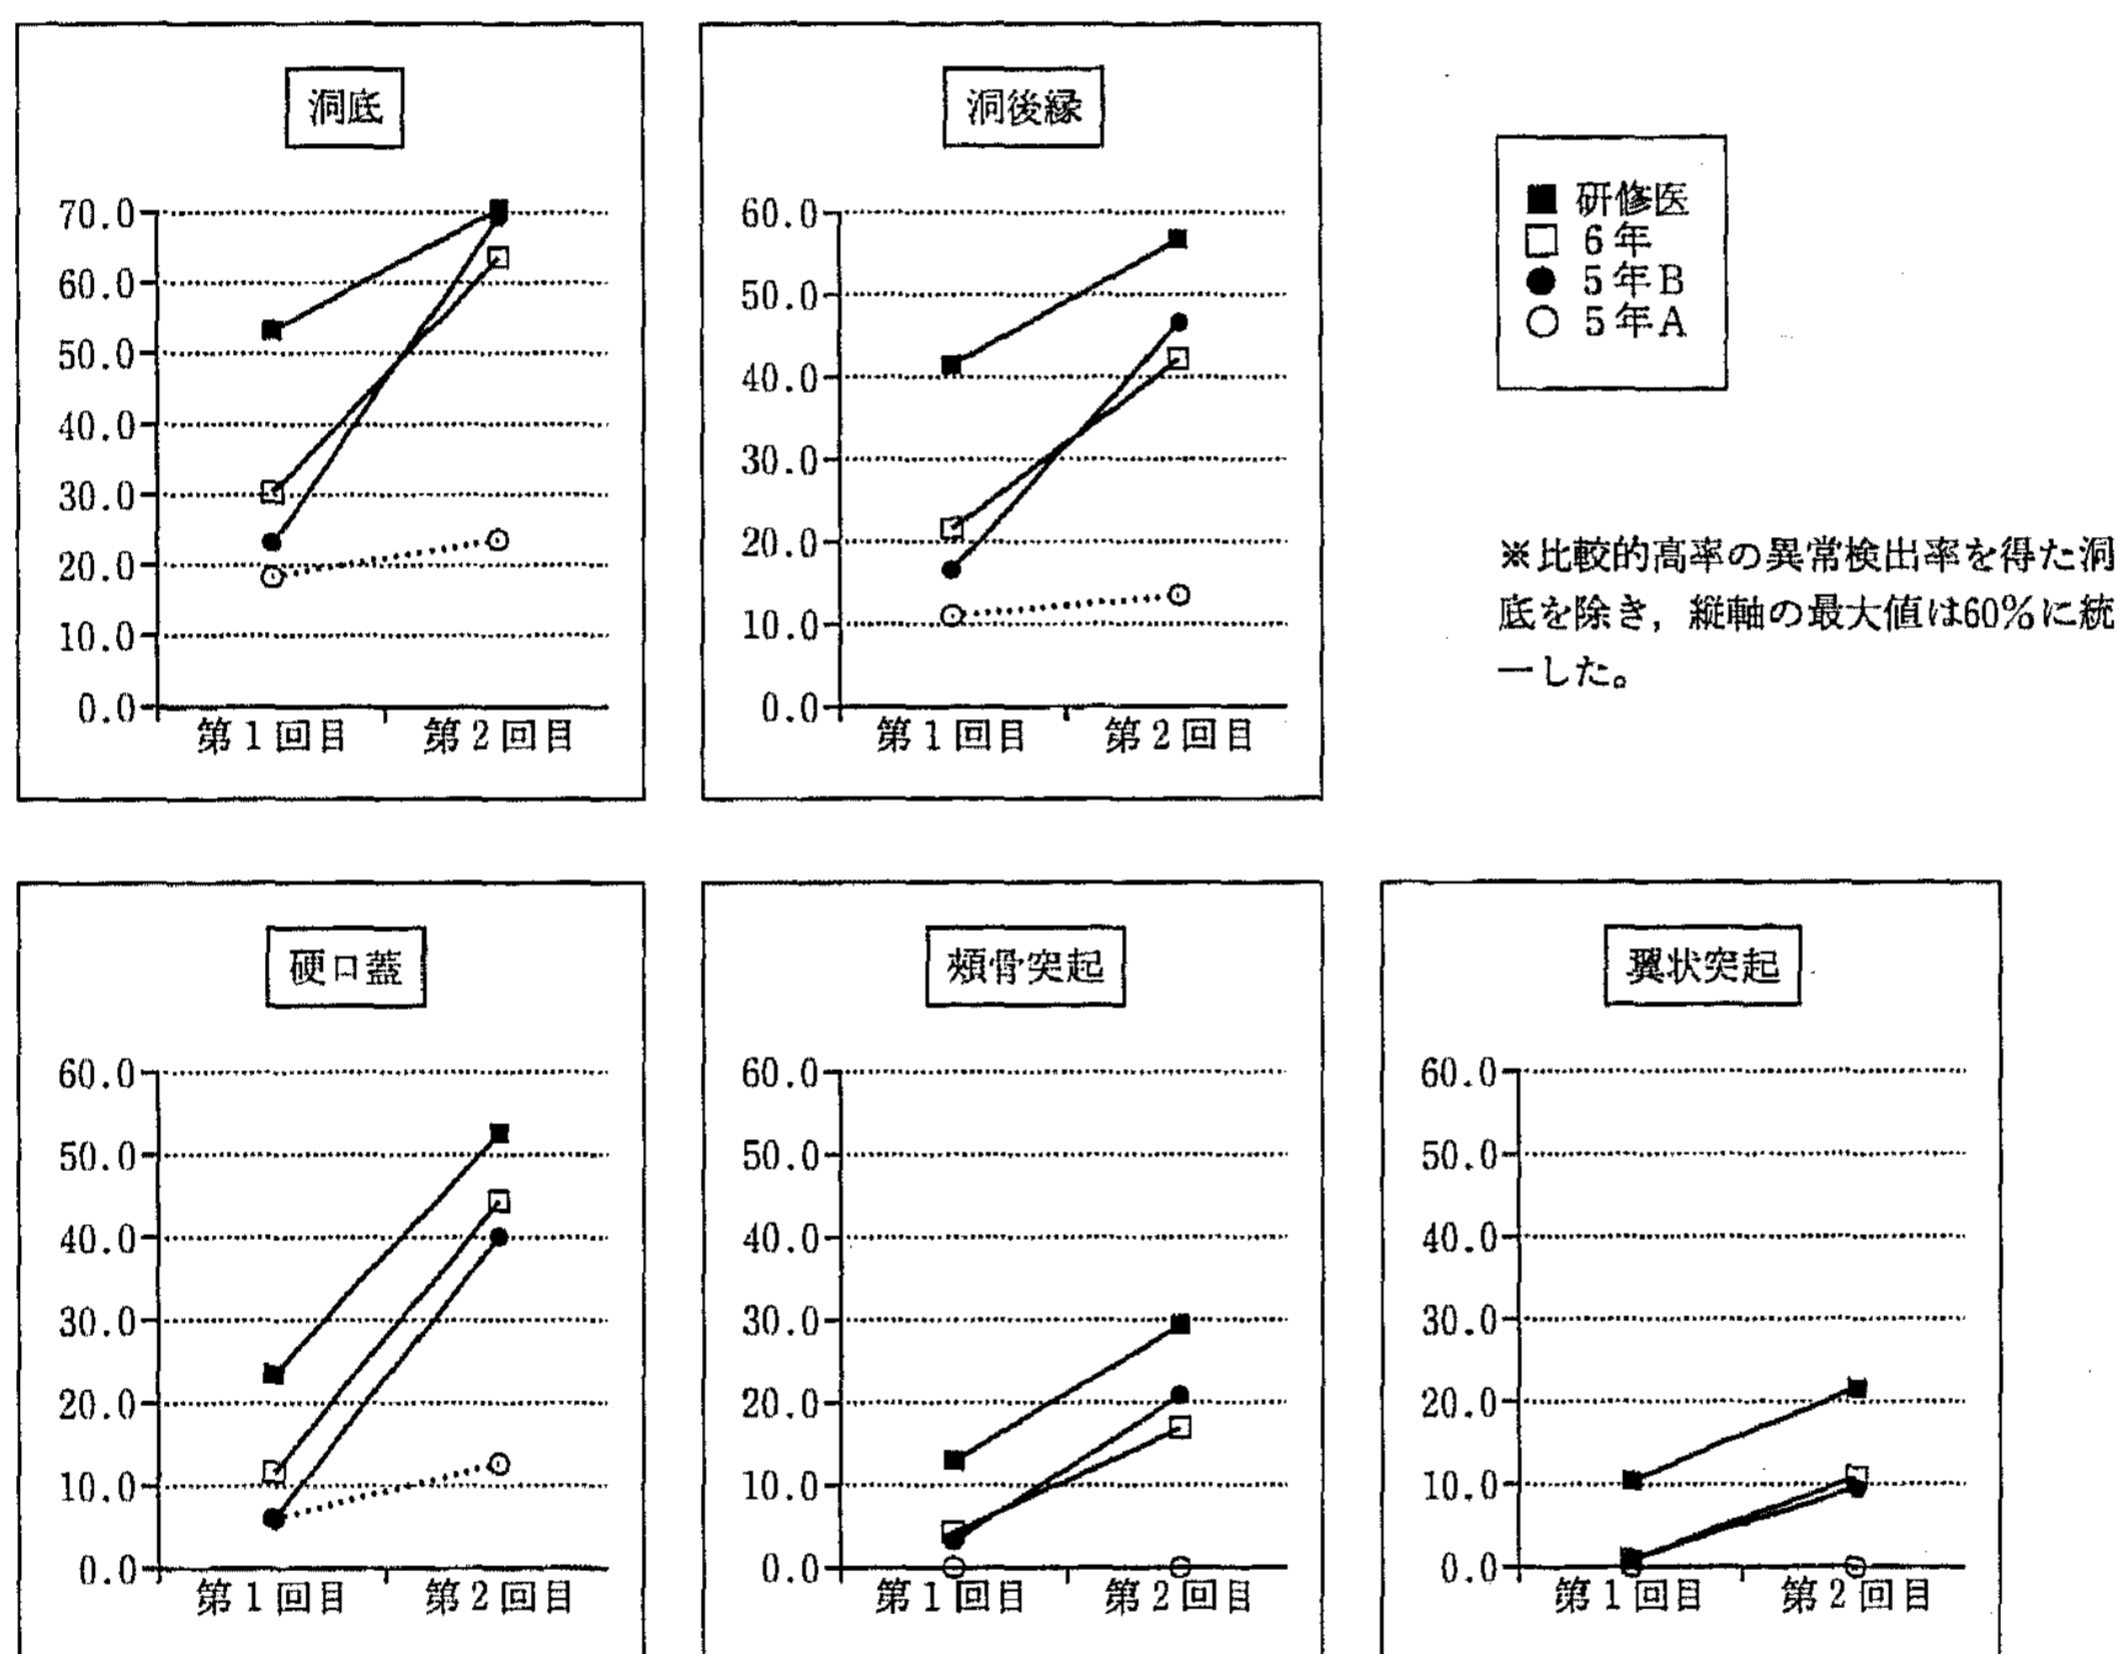 洞底
70.0
60.0
50.0
40.0
30.0
20.0
10.0
0.0
第1回目 第2回目
洞後縁
60.0
50.0
40.0
30.0
20.0
10.0
0.0
第1回目 第2回目
■ 研修医
□ 6年
● 5年B
○ 5年A
※比較的高率の異常検出率を得た洞
底を除き，縦軸の最大値は60%に統
一した。
硬口蓋
60.0
50.0
40.0
30.0
20.0
10.0
0.0
第1回目 第2回目
頬骨突起
60.0
50.0
40.0
30.0
20.0
10.0
0.0
第1回目 第2回目
翼状突起
60.0
50.0
40.0
30.0
20.0
10.0
0.0
第1回目 第2回目